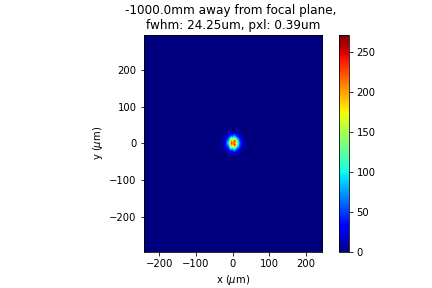 -1000.0mm away from focal plane,
fwhm: 24.25um, pxl: 0.39um
250
200
150
100
50
0
200
100
0
−100
−200
y (μm)
−200 −100 0 100 200
x (μm)